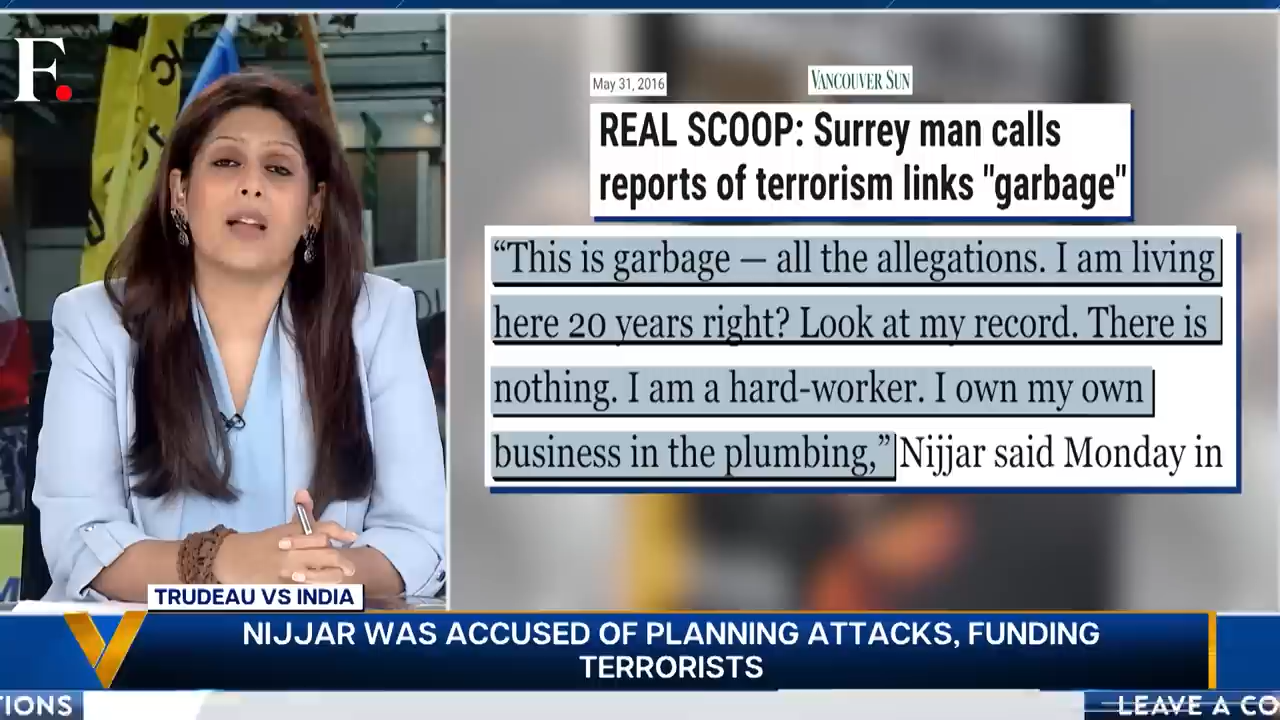 F.
May 31, 2016
VANCOUVER SUN
REAL SCOOP: Surrey man calls
reports of terrorism links "garbage"
“This is garbage — all the allegations. I am living
here 20 years right? Look at my record. There is
nothing. I am a hard-worker. I own my own
business in the plumbing,” Nijjar said Monday in
TRUDEAU VS INDIA
NIJJAR WAS ACCUSED OF PLANNING ATTACKS, FUNDING
TERRORISTS
TIONS
LEAVE A CO